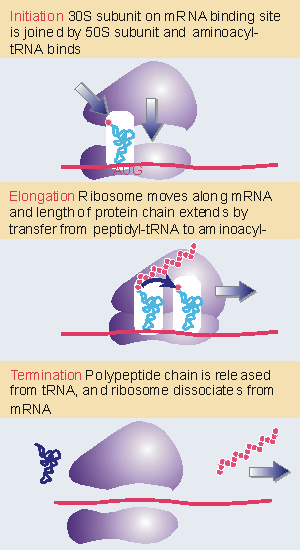 Initiation 30S subunit on mRNA binding site
is joined by 50S subunit and aminoacyl-
tRNA binds
AUG
Elongation Ribosome moves along mRNA
and length of protein chain extends by
transfer from peptidyl-tRNA to aminoacyl-
Termination Polypeptide chain is released
from tRNA, and ribosome dissociates from
mRNA